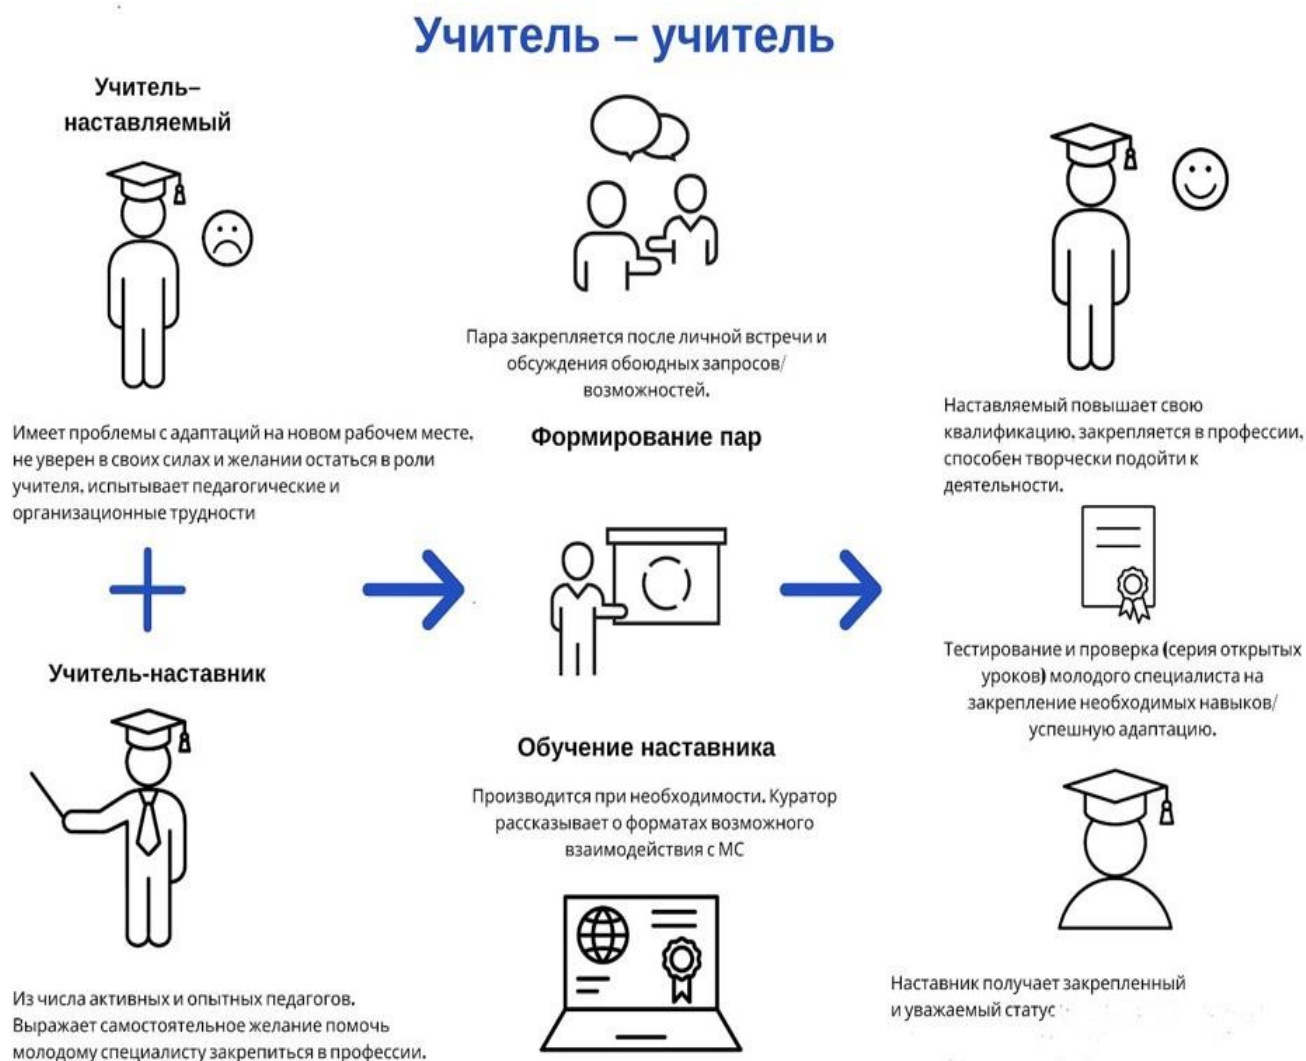 Учитель – учитель
Учитель–
наставляемый
Имеет проблемы с адаптаций на новом рабочем месте,
не уверен в своих силах и желании остаться в роли
учителя, испытывает педагогические и
организационные трудности
Учитель-наставник
Из числа активных и опытных педагогов.
Выражает самостоятельное желание помочь
молодому специалисту закрепиться в профессии.
Пара закрепляется после личной встречи и
обсуждения обоюдных запросов/
возможностей.
Формирование пар
Обучение наставника
Производится при необходимости. Куратор
рассказывает о форматах возможного
взаимодействия с МС
Наставляемый повышает свою
квалификацию, закрепляется в профессии,
способен творчески подойти к
деятельности.
Тестирование и проверка (серия открытых
уроков) молодого специалиста на
закрепление необходимых навыков/
успешную адаптацию.
Наставник получает закрепленный
и уважаемый статус